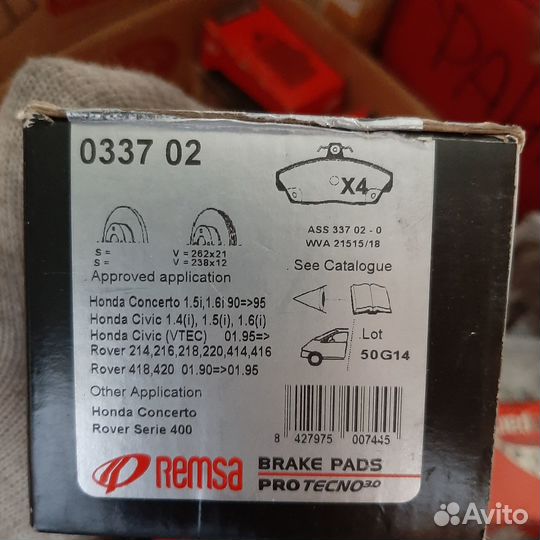 0337 02
X4
ASS 337 02 - 0
WVA 21515/18
S = V = 262x21
S = V = 238x12
Approved application
See Catalogue
Honda Concerto 1.5i,1.6i 90=>95
Honda Civic 1.4(i), 1.5(i), 1.6(i)
Honda Civic (VTEC) 01.95=>
Rover 214,216,218,220,414,416
Rover 418,420 01.90=>01.95
Lot
50G14
Other Application
Honda Concerto
Rover Serie 400
8 427975 007445
REMSA BRAKE PADS
PROTECNO3.0
Avito